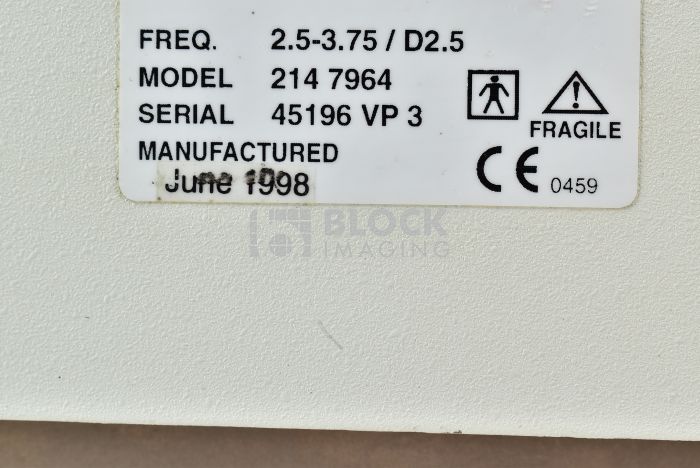 FREQ. 2.5-3.75 / D2.5
MODEL 214 7964
SERIAL 45196 VP 3
FRAGILE
MANUFACTURED
June 1998
CE 0459
BLOCK
IMAGING